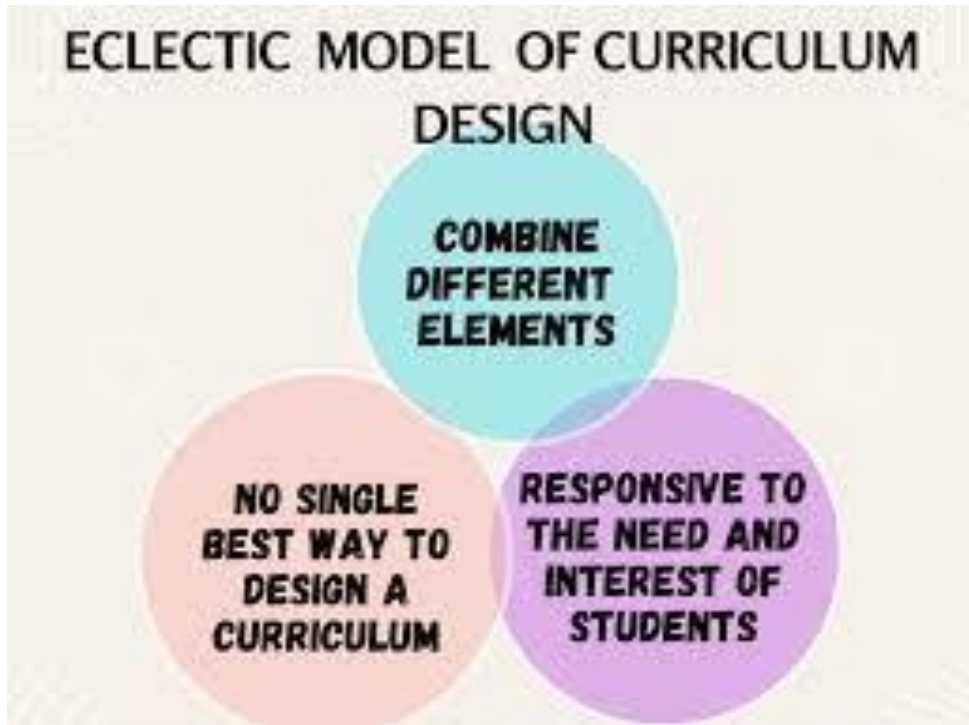 ECLECTIC MODEL OF CURRICULUM
DESIGN
COMBINE
DIFFERENT
ELEMENTS
NO SINGLE
BEST WAY TO
DESIGN A
CURRICULUM
RESPONSIVE TO
THE NEED AND
INTEREST OF
STUDENTS